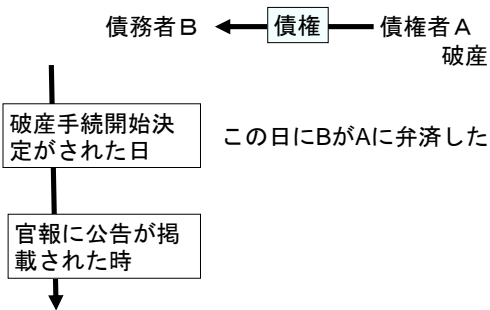 債務者Ｂ 債権 債権者Ａ
破産
破産手続開始決
定がされた日
この日にBがAに弁済した
官報に公告が掲
載された時